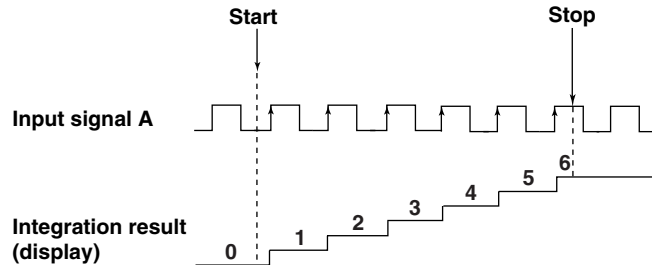 Start
Stop
Input signal A
6
5
4
3
2
1
0
Integration result
(display)